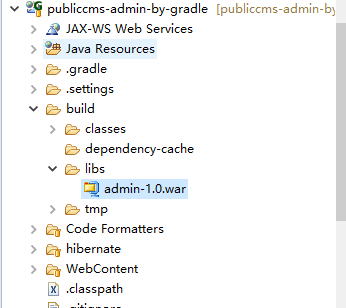 publiccms-admin-by-gradle [publiccms-admin-by
JAX-WS Web Services
Java Resources
.gradle
.settings
build
classes
dependency-cache
libs
admin-1.0.war
tmp
Code Formatters
hibernate
WebContent
.classpath
.gitignore